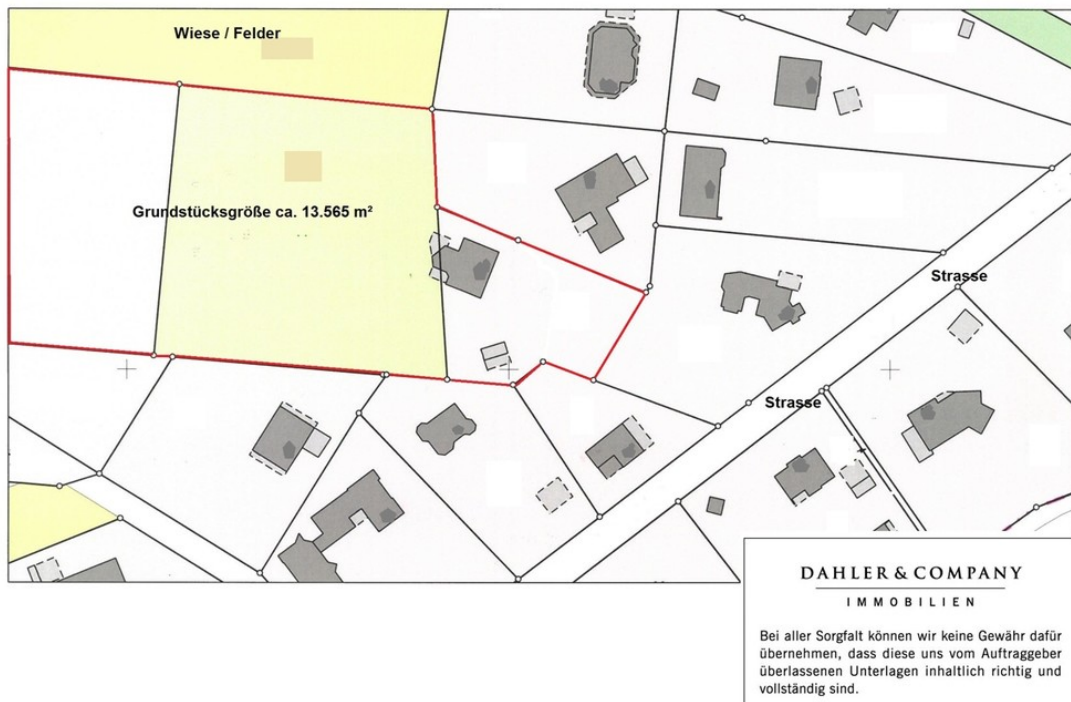 Wiese / Felder
Grundstücksgröße ca. 13.565 m²
Strasse
Strasse
DAHLER & COMPANY
IMMOBILIEN
Bei aller Sorgfalt können wir keine Gewähr dafür
übernehmen, dass diese uns vom Auftraggeber
überlassenen Unterlagen inhaltlich richtig und
vollständig sind.